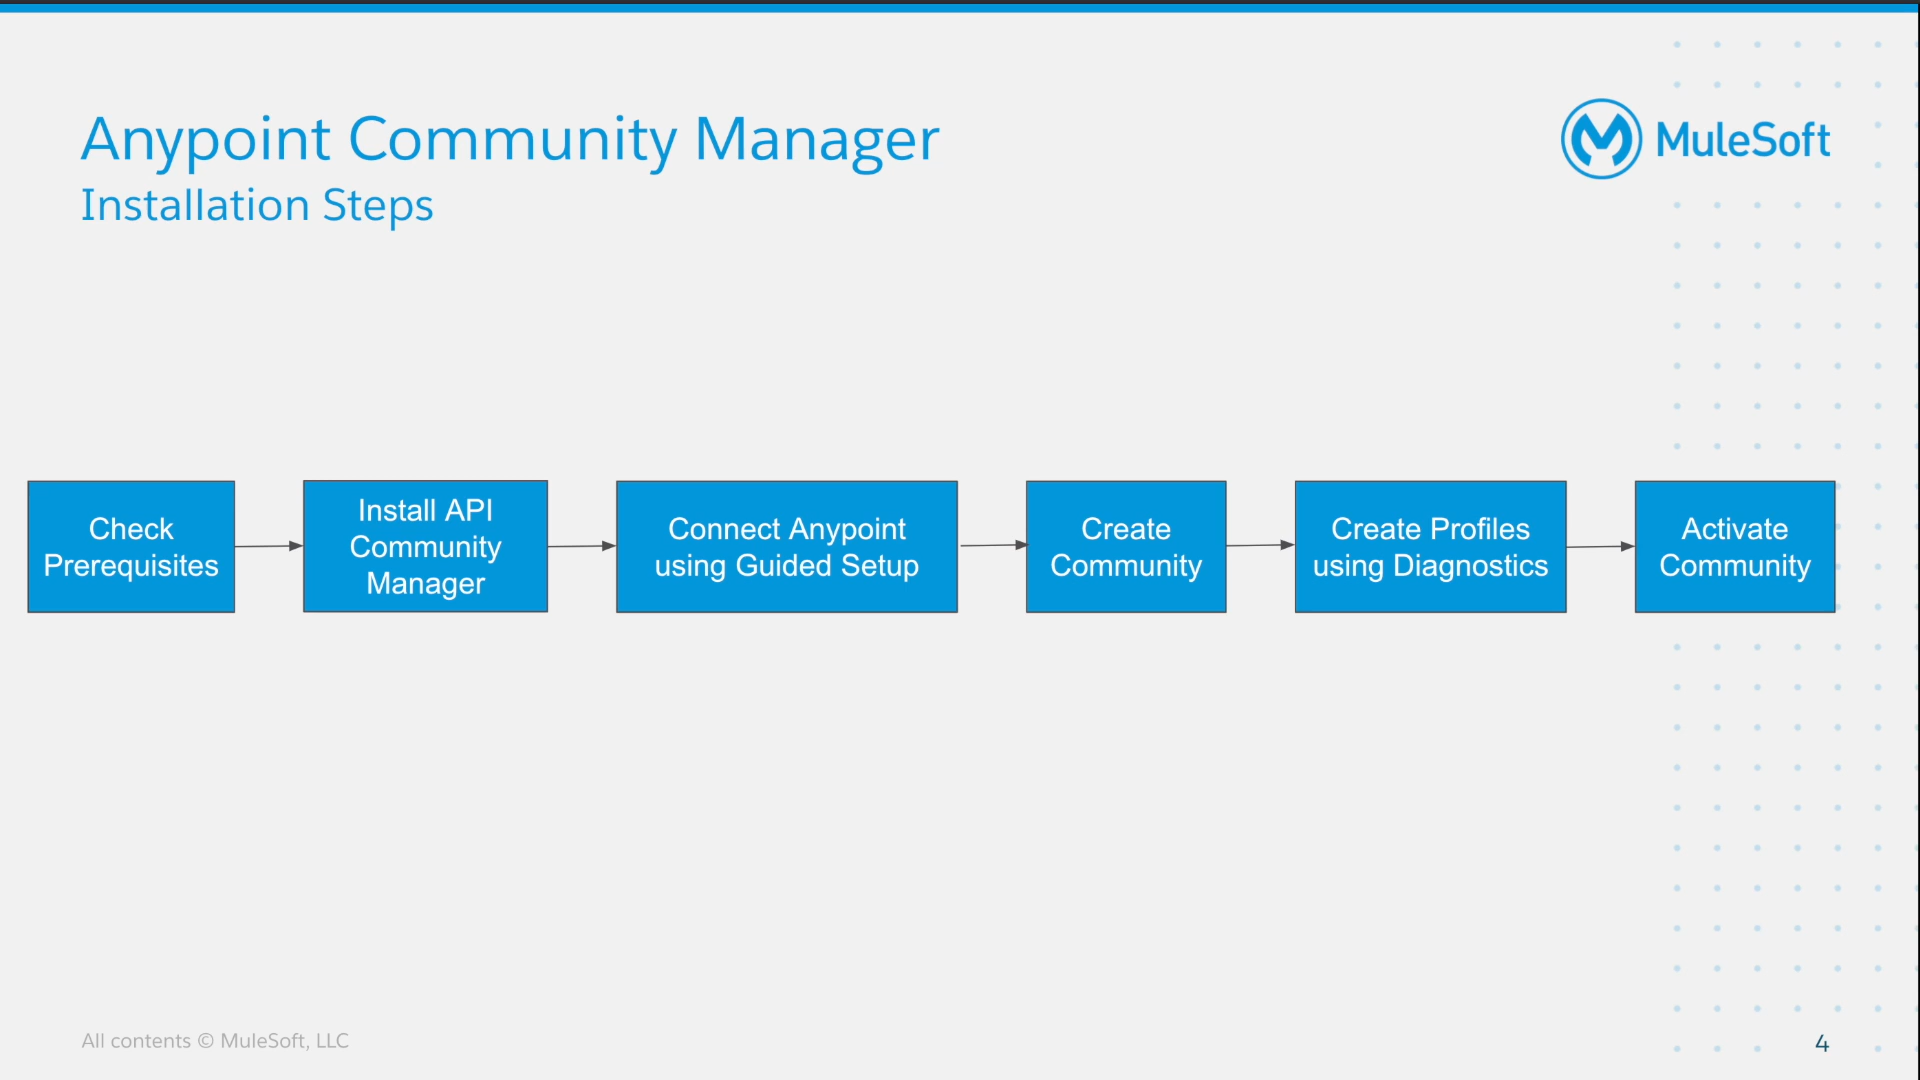 Anypoint Community Manager
Installation Steps
MuleSoft
Check
Prerequisites
Install API
Community
Manager
Connect Anypoint
using Guided Setup
Create
Community
Create Profiles
using Diagnostics
Activate
Community
All contents © MuleSoft, LLC
4